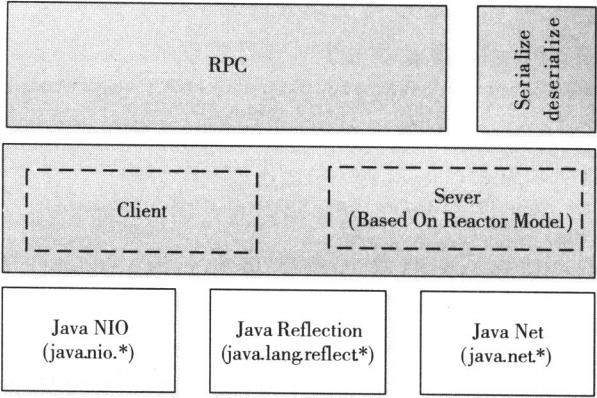 RPC
Serialize
deserialize
Client
Sever
(Based On Reactor Model)
Java NIO
(java.nio.*)
Java Reflection
(java.lang.reflect.*)
Java Net
(java.net.*)